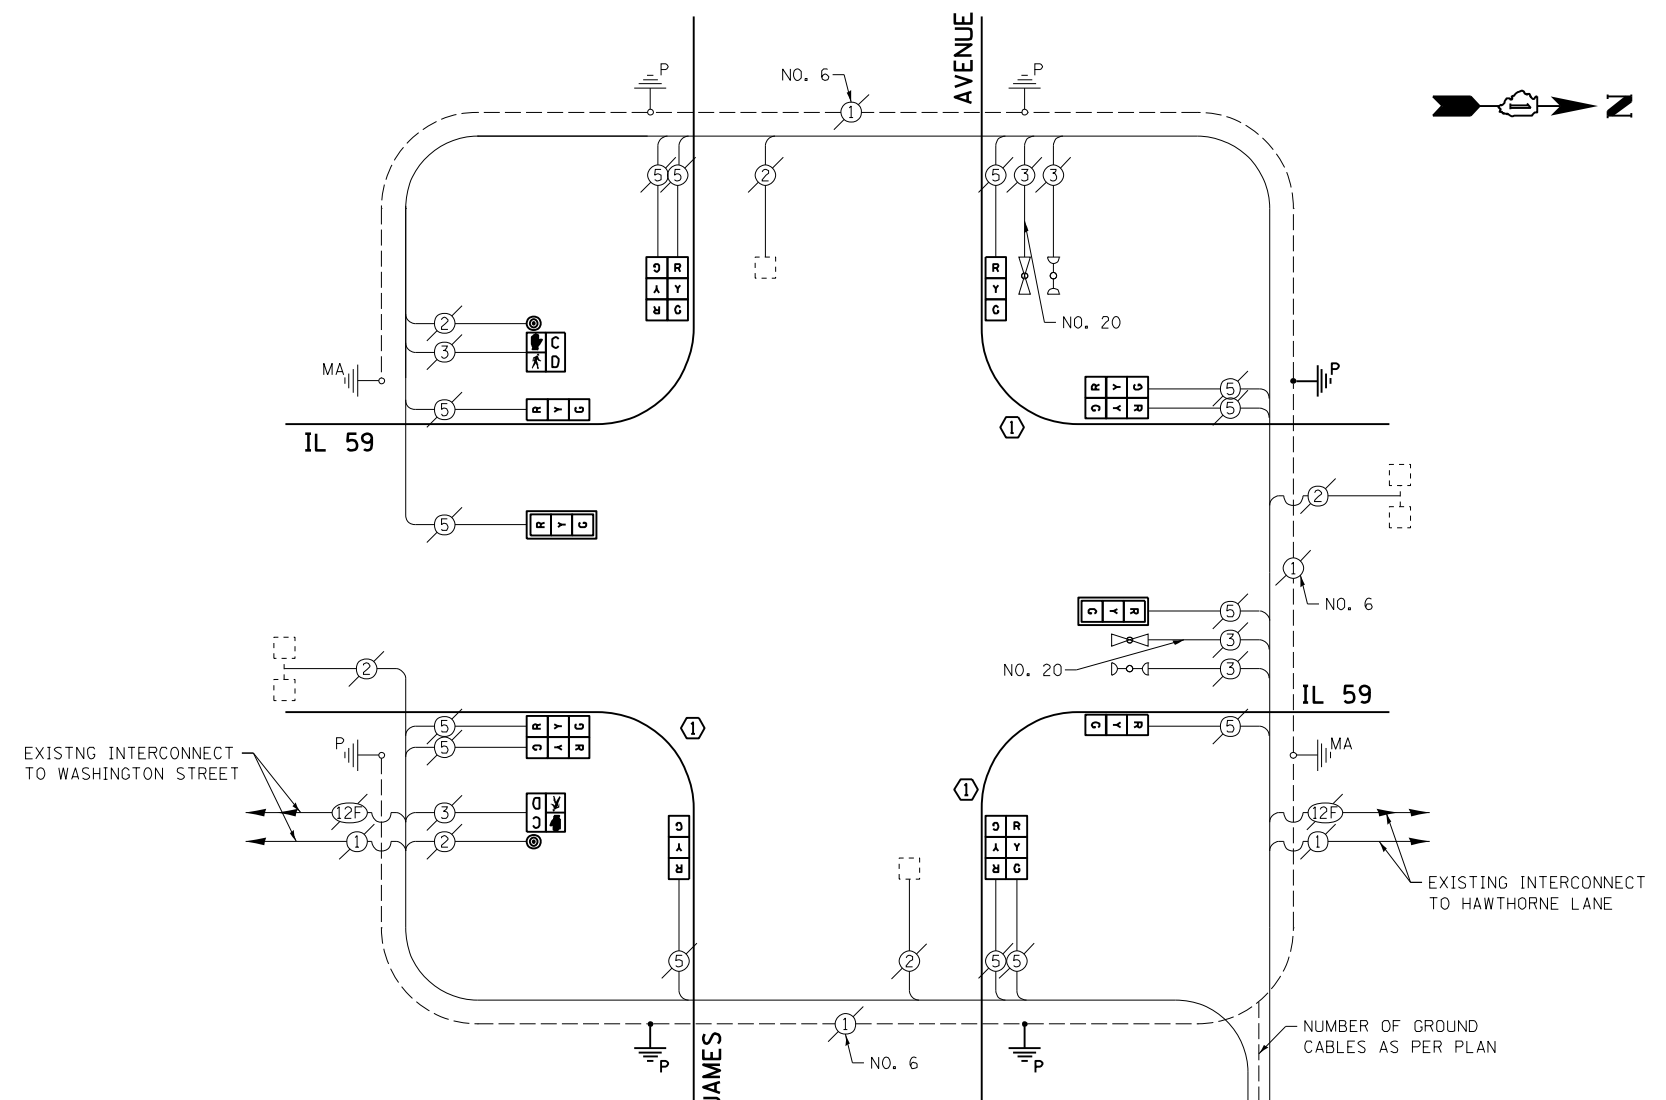 AVENUE
P
NO. 6
1
P
N
5 5 2 5 3 3
G R
Y Y
R G
R
Y
G
NO. 20
2
3
C
D
MA
5
R Y G
IL 59
R Y G
G Y R
5
5
P
1
2
5
R Y G
1
NO. 6
G Y R
5
3
NO. 20
3
2
IL 59
G Y R
5
MA
1
5
5
R Y G
G Y R
P
EXISTNG INTERCONNECT
TO WASHINGTON STREET
12F
3
D
C
1
2
1
G
Y
R
G R
Y Y
R G
12F
1
EXISTING INTERCONNECT
TO HAWTHORNE LANE
5
2
5 5
1
NO. 6
P
P
JAMES
NUMBER OF GROUND
CABLES AS PER PLAN